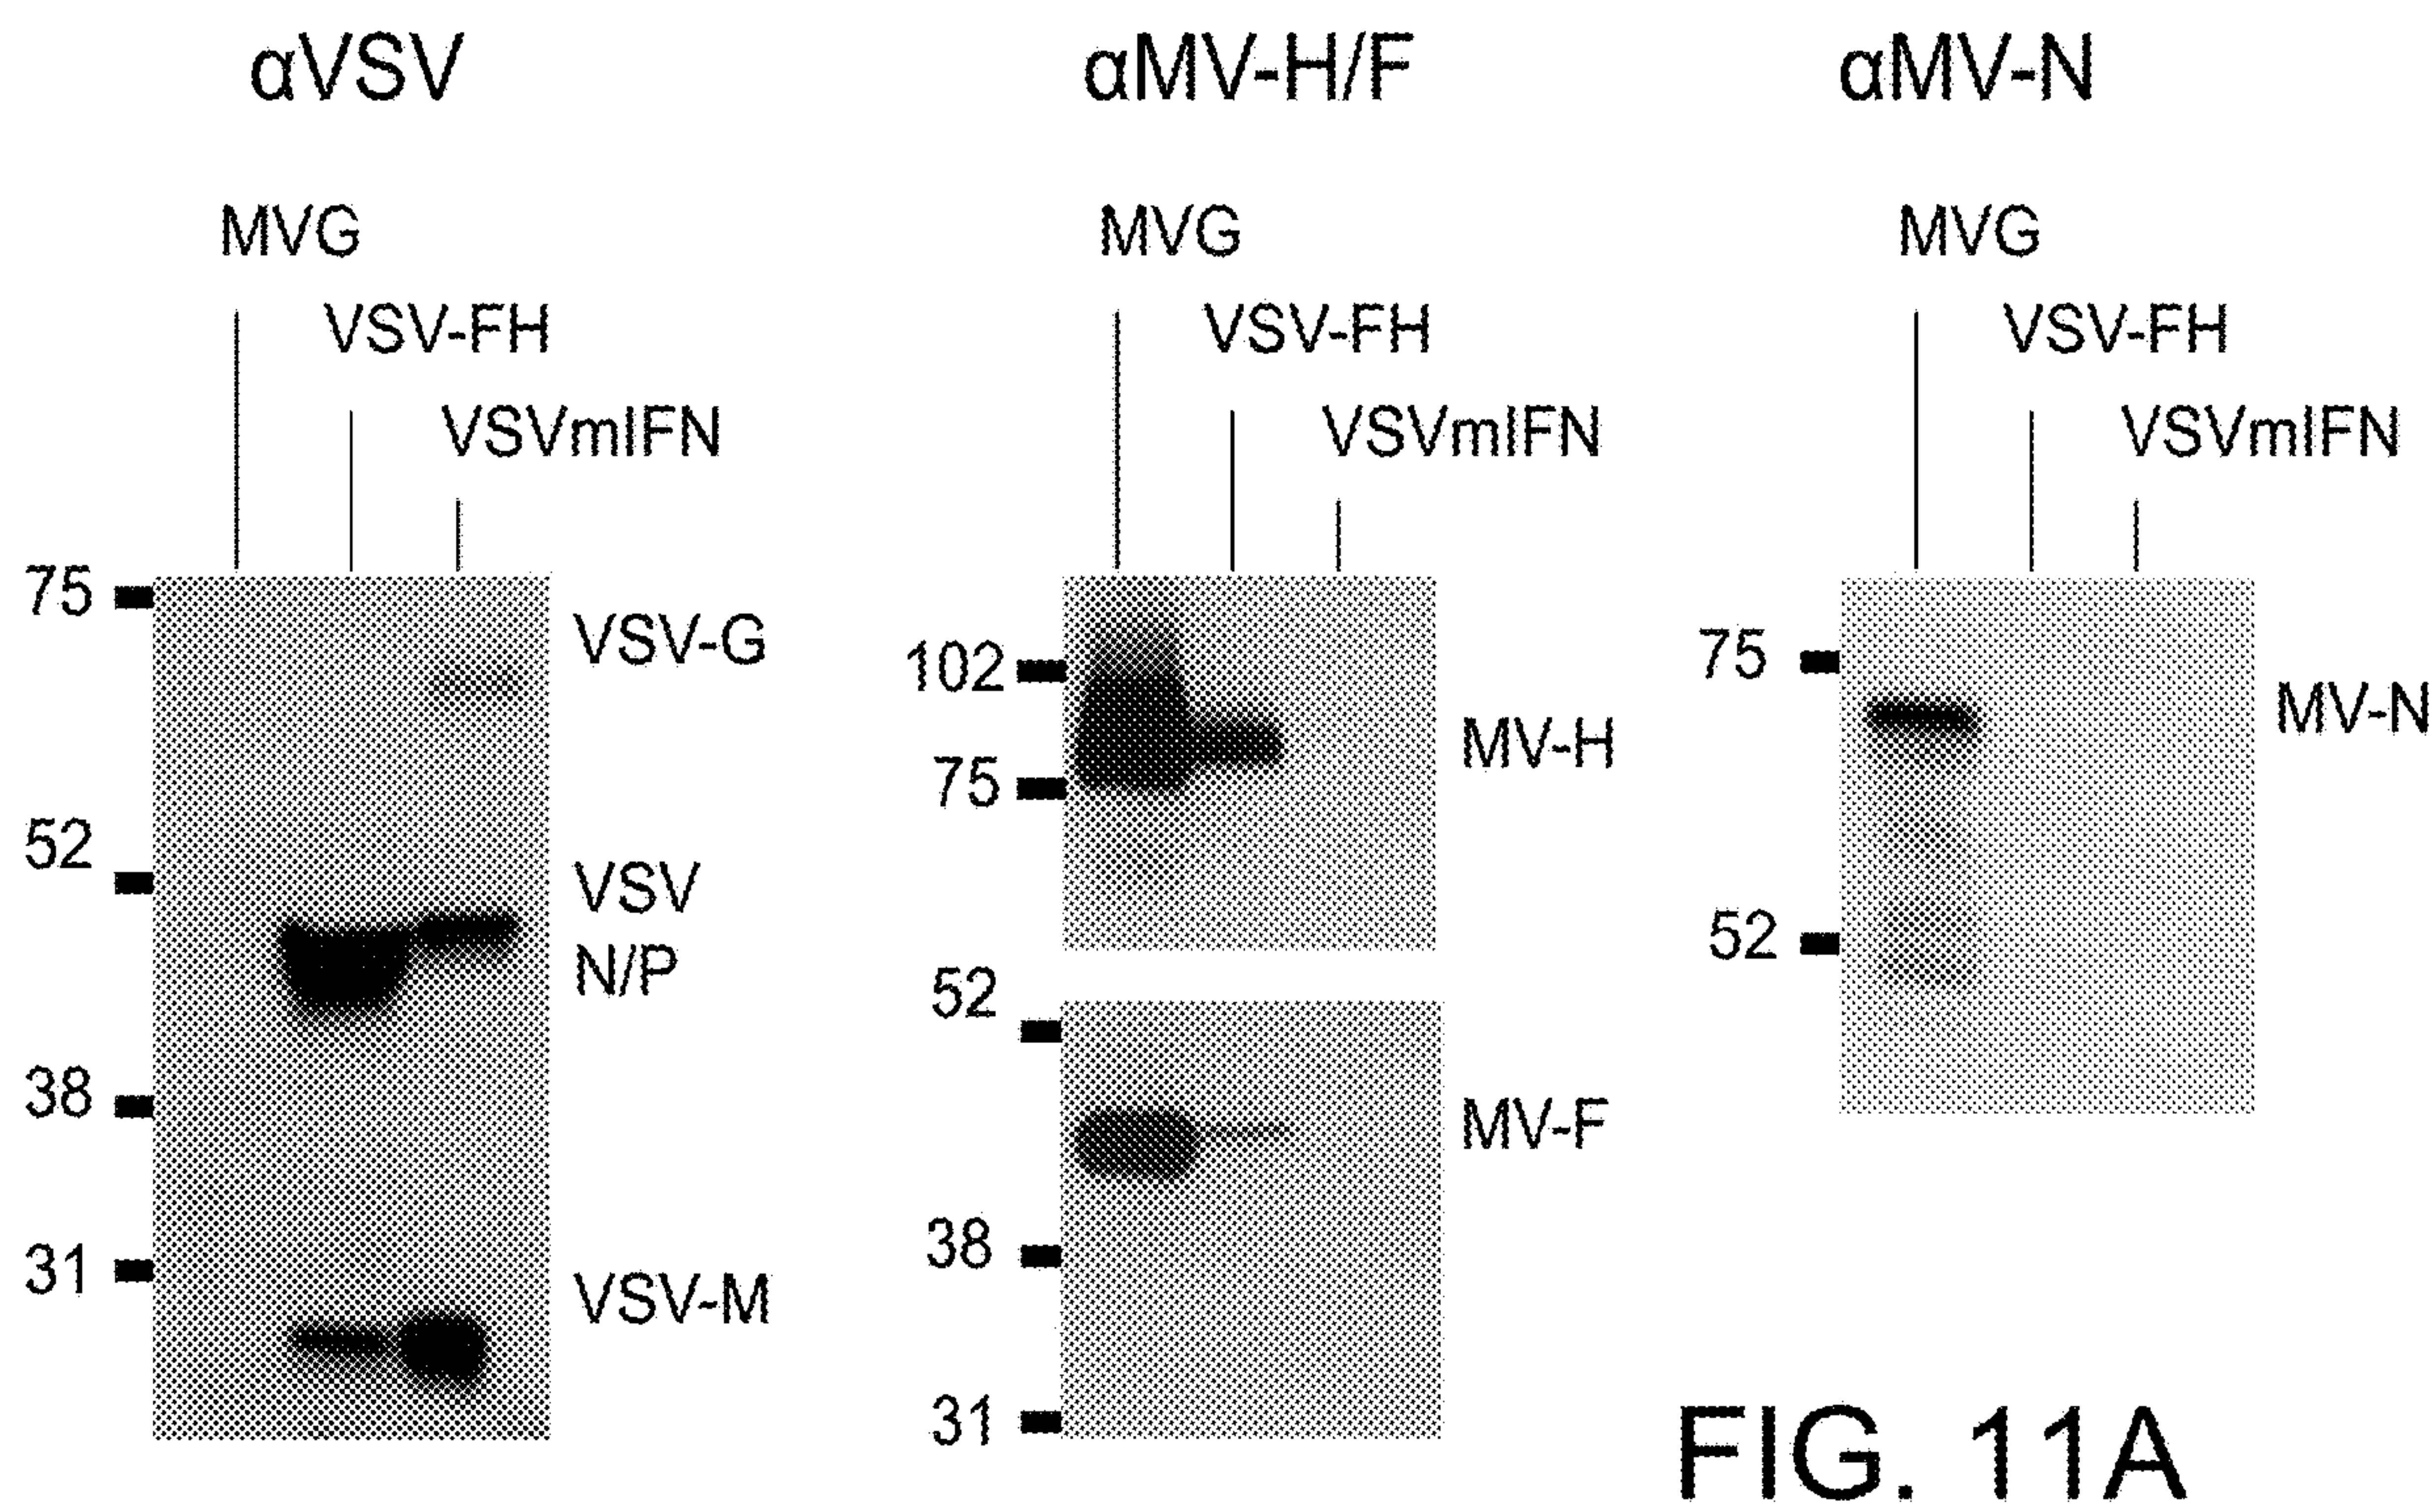 αVSV
MVG
VSV-FH
VSVmIFN
75
52
38
31
VSV-G
VSV
N/P
VSV-M
αMV-H/F
MVG
VSV-FH
VSVmIFN
102
75
MV-H
52
38
31
MV-F
αMV-N
MVG
VSV-FH
VSVmIFN
75
52
MV-N
FIG. 11A